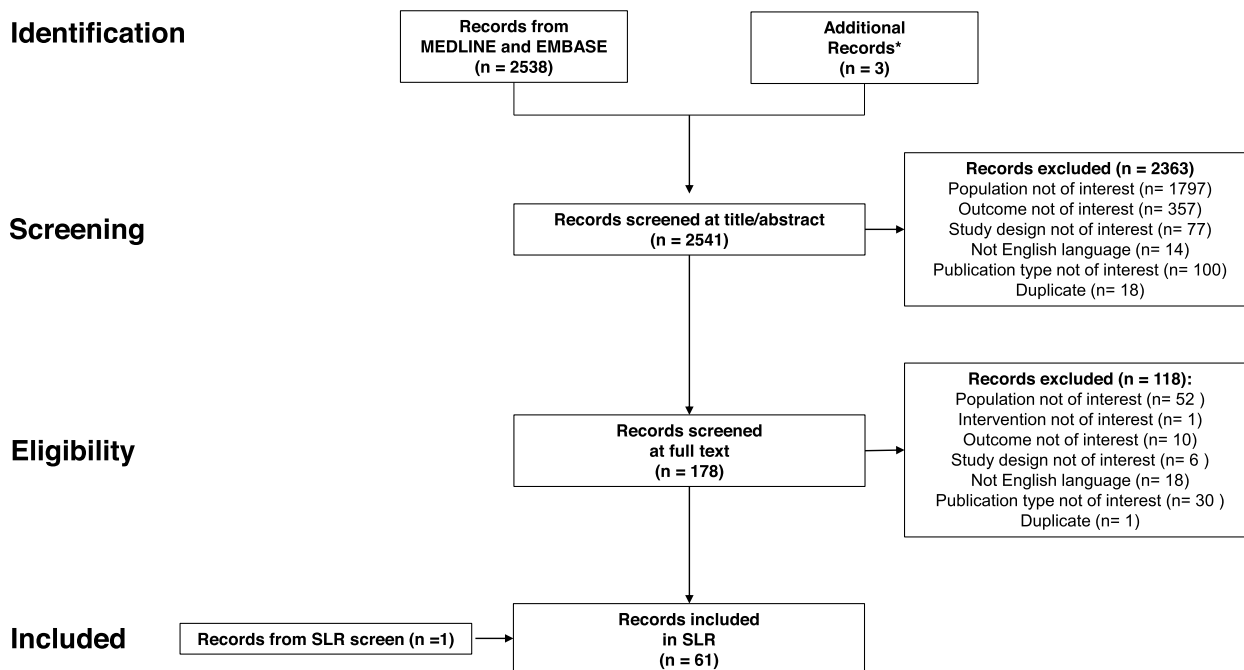 Identification
Records from
MEDLINE and EMBASE
(n = 2538)
Additional
Records*
(n = 3)
Screening
Records screened at title/abstract
(n = 2541)
Records excluded (n = 2363)
Population not of interest (n= 1797)
Outcome not of interest (n= 357)
Study design not of interest (n= 77)
Not English language (n= 14)
Publication type not of interest (n= 100)
Duplicate (n= 18)
Eligibility
Records screened
at full text
(n = 178)
Records excluded (n = 118):
Population not of interest (n= 52 )
Intervention not of interest (n= 1)
Outcome not of interest (n= 10)
Study design not of interest (n= 6 )
Not English language (n= 18)
Publication type not of interest (n= 30 )
Duplicate (n= 1)
Included
Records from SLR screen (n =1)
Records included
in SLR
(n = 61)